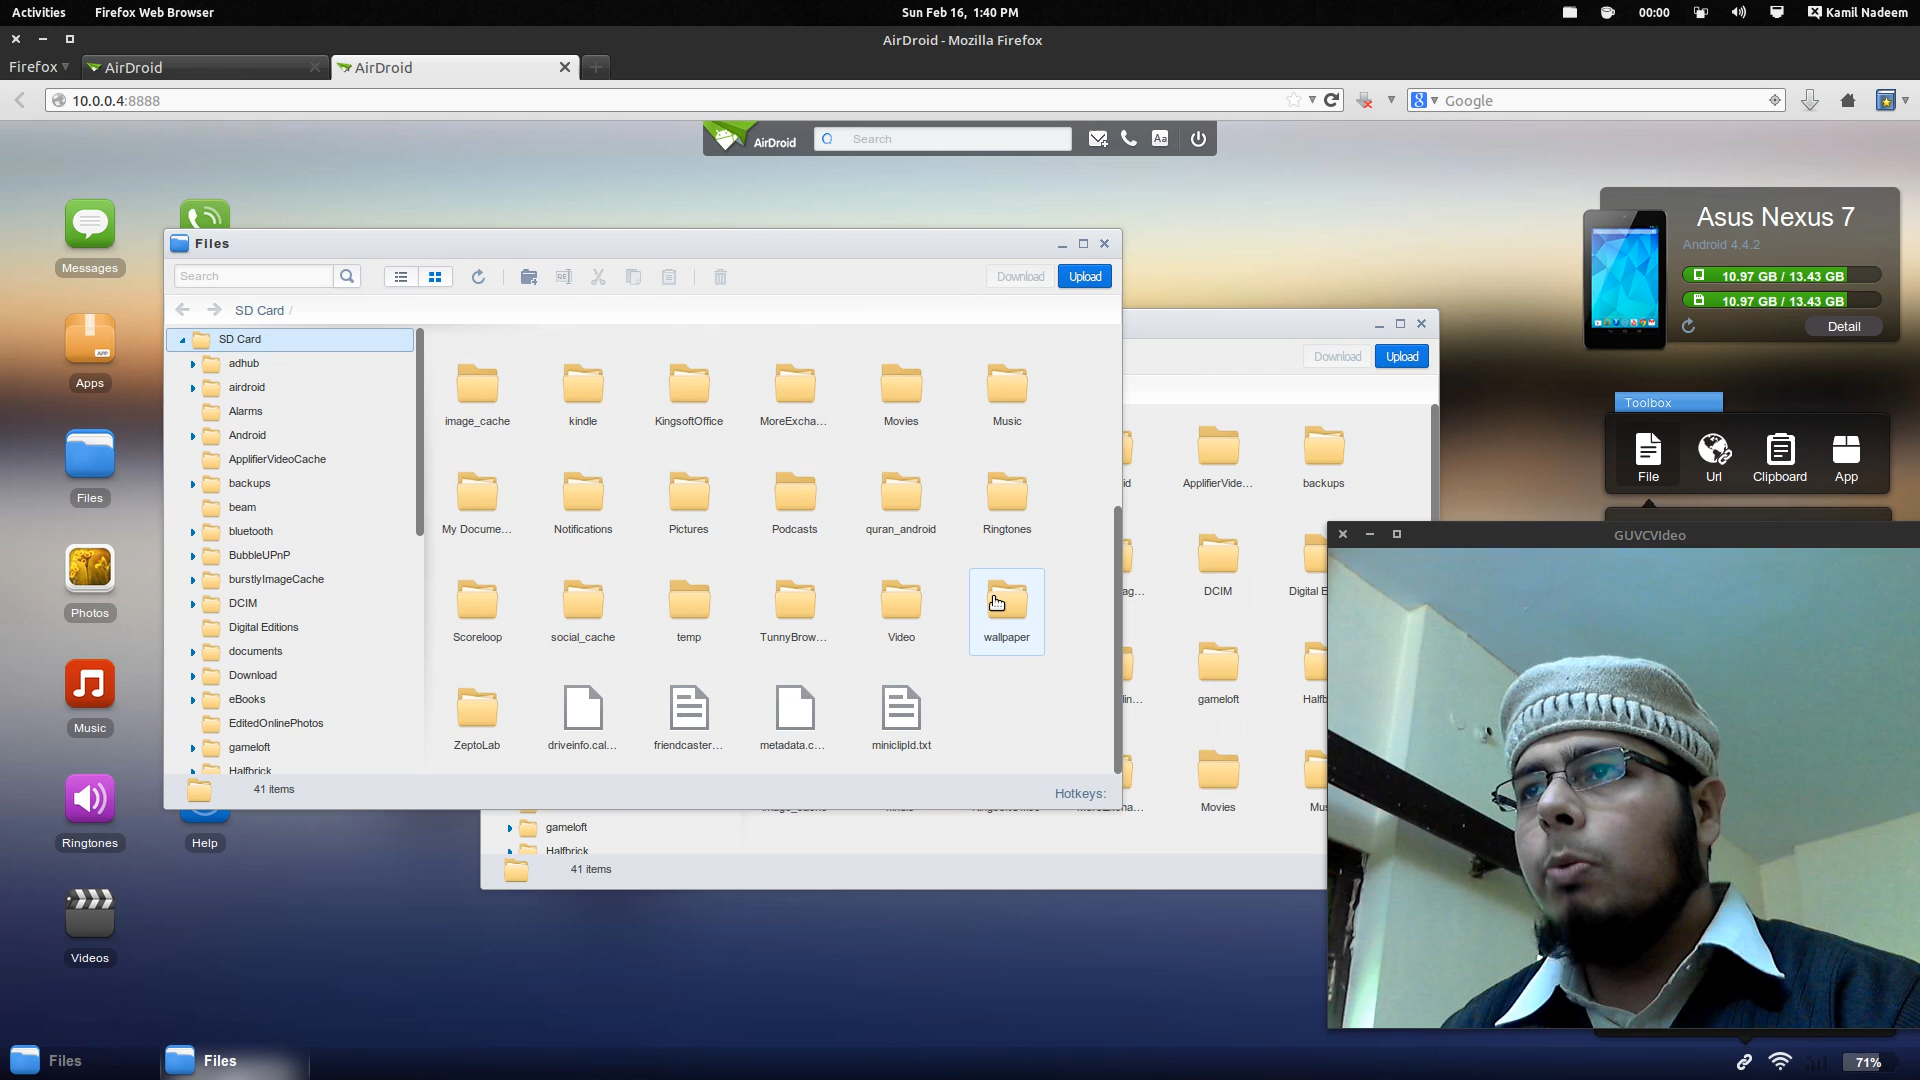 Activities Firefox Web Browser Sun Feb 16, 1:40 PM 00:00 Kamil Nadeem
AirDroid - Mozilla Firefox
Firefox AirDroid AirDroid
10.0.0.4:8888 Google
AirDroid Search Aa
Messages
Apps
APP
Files
Photos
Music
Ringtones
Videos
Help
Files
Search Download Upload
SD Card /
SD Card
adhub
airdroid
Alarms
Android
ApplifierVideoCache
backups
beam
bluetooth
BubbleUPnP
burstlyImageCache
DCIM
Digital Editions
documents
Download
eBooks
EditedOnlinePhotos
gameloft
Halfbrick
image_cache kindle KingsoftOffice MoreExcha... Movies Music
My Docume... Notifications Pictures Podcasts quran_android Ringtones
Scoreloop social_cache temp TunnyBrow... Video wallpaper
ZeptoLab driveinfo.cal... friendcaster... metadata.c... miniclipId.txt
41 items Hotkeys:
Download Upload
ApplifierVide... backups
DCIM Digital E
gameloft Halfb
Movies Mus
gameloft
Halfbrick
41 items
Asus Nexus 7
Android 4.4.2
10.97 GB / 13.43 GB
10.97 GB / 13.43 GB
Detail
Toolbox
File Url Clipboard App
GUVCVIdeo
Files Files 71%